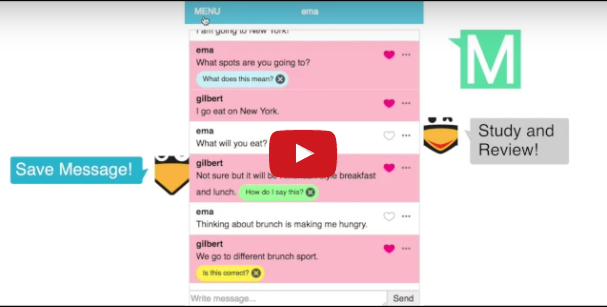 MENU
ema
I am going to New York!
ema
What spots are you going to?
What does this mean?
gilbert
I go eat on New York.
ema
What will you eat?
gilbert
Not sure but it will be style breakfast
and lunch. How do I say this?
ema
Thinking about brunch is making me hungry.
gilbert
We go to different brunch sport.
Is this correct?
Write message...
Send
Save Message!
M
Study and
Review!